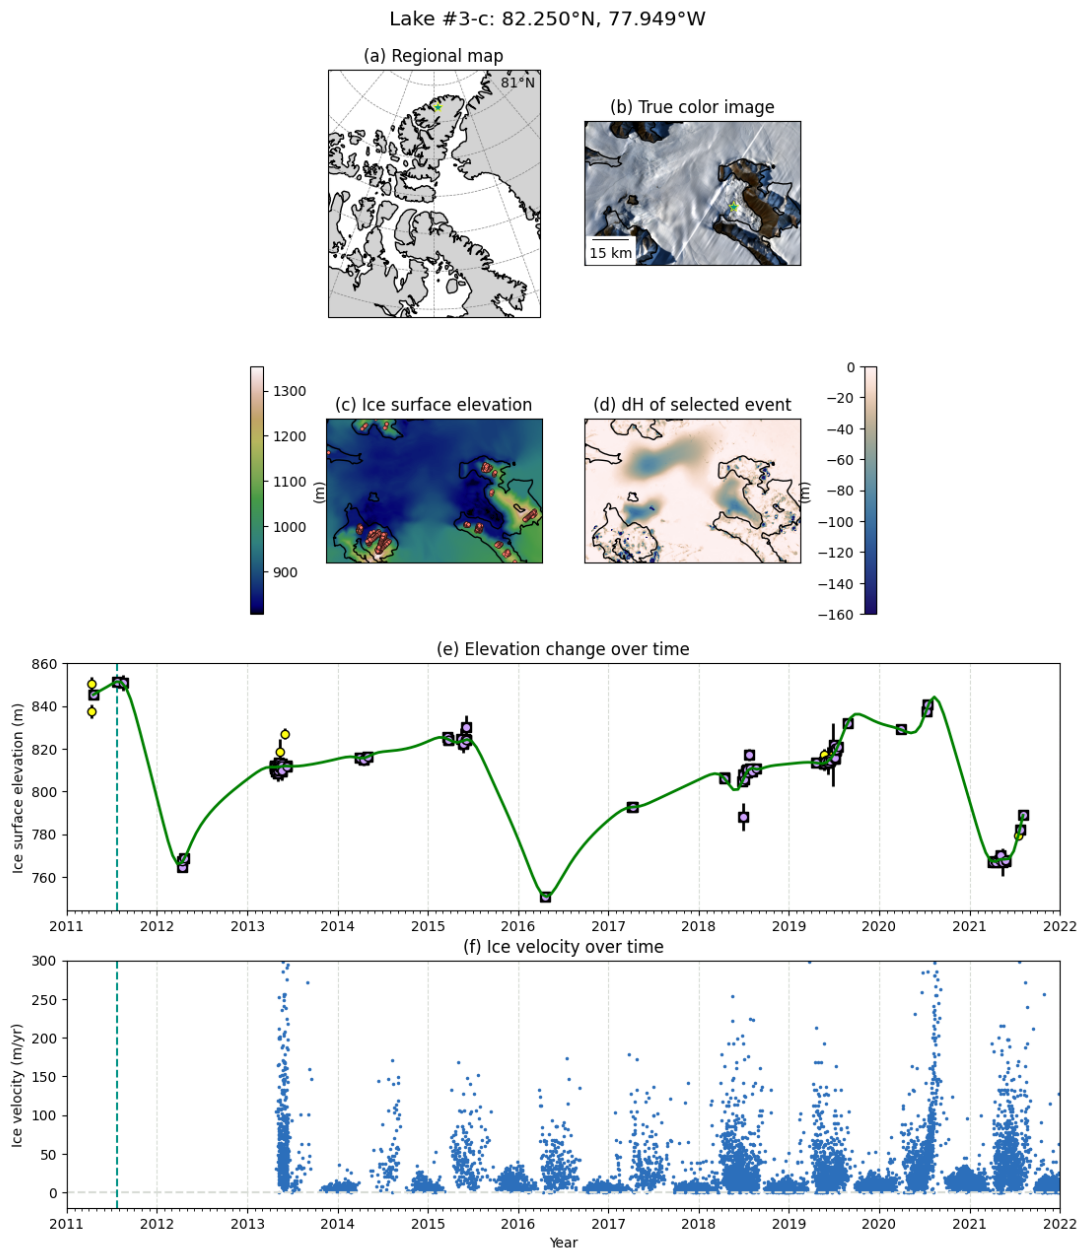 Lake #3-c: 82.250°N, 77.949°W
(a) Regional map
81°N
(b) True color image
15 km
(c) Ice surface elevation
1300
1200
1100
1000
900
(m)
(d) dH of selected event
0
−20
−40
−60
−80
−100
−120
−140
−160
(m)
(e) Elevation change over time
Ice surface elevation (m)
860
840
820
800
780
760
2011 2012 2013 2014 2015 2016 2017 2018 2019 2020 2021 2022
(f) Ice velocity over time
Ice velocity (m/yr)
300
250
200
150
100
50
0
2011 2012 2013 2014 2015 2016 2017 2018 2019 2020 2021 2022
Year